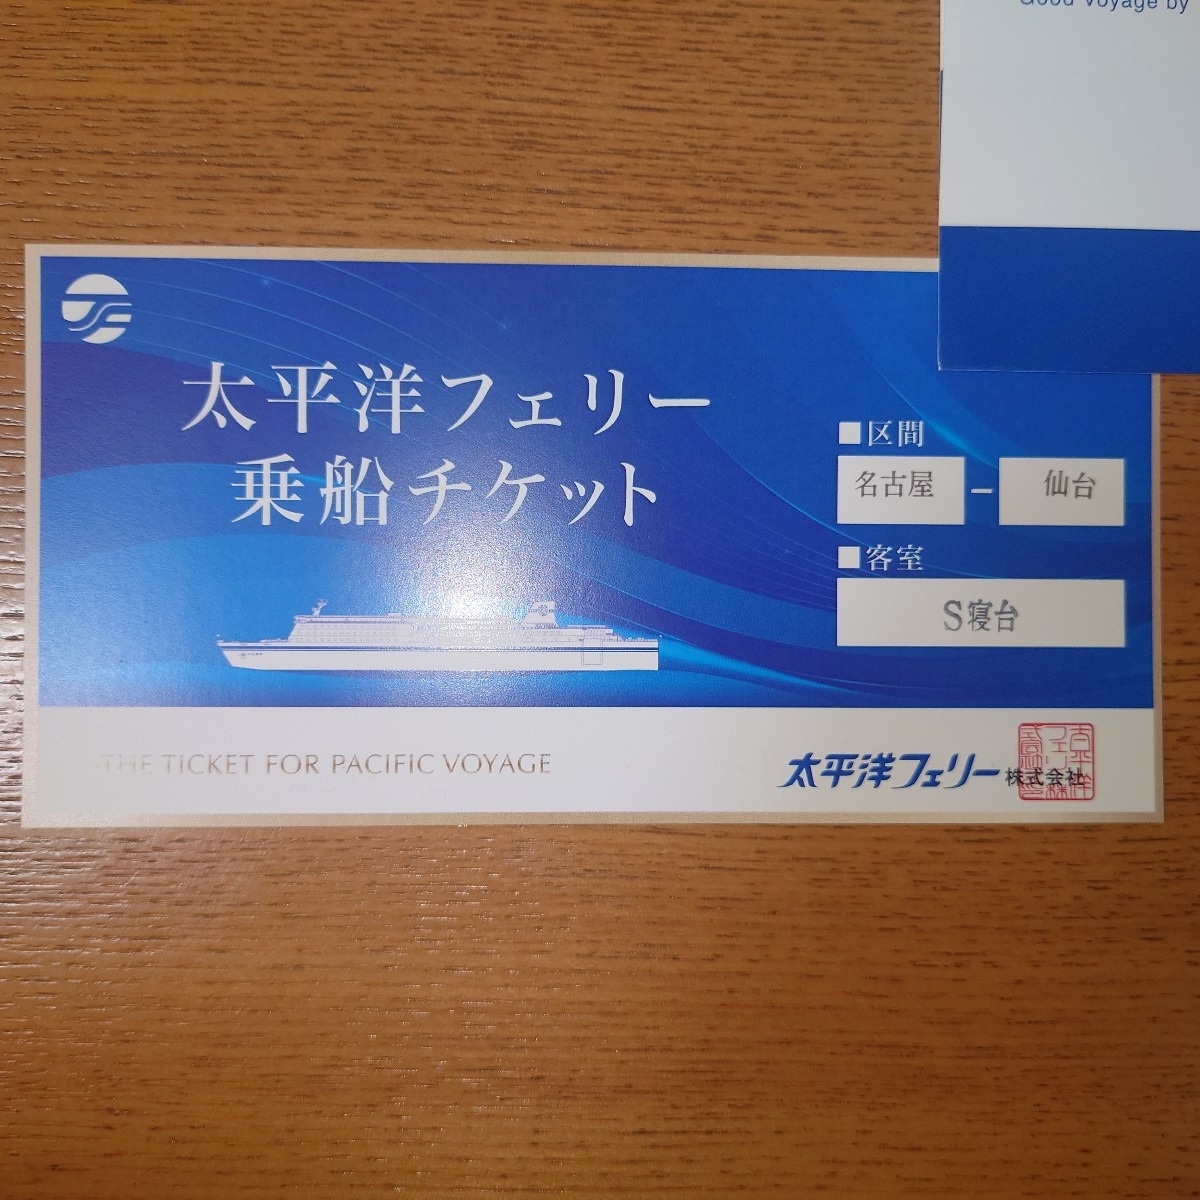 Good Voyage by
太平洋フェリー
乗船チケット
■区間
名古屋 － 仙台
■客室
S寝台
THE TICKET FOR PACIFIC VOYAGE
太平洋フェリー株式会社